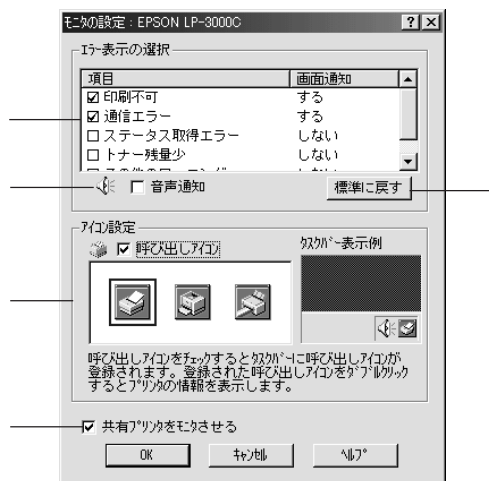 ﾓﾆﾀの設定：EPSON LP-3000C
ｴﾗｰ表示の選択
項目 画面通知
印刷不可 する
通信エラー する
ステータス取得エラー しない
トナー残量少 しない
音声通知 標準に戻す
ｱｲｺﾝ設定
呼び出しｱｲｺﾝ ﾀｽｸﾊﾞｰ表示例
呼び出しｱｲｺﾝをﾁｪｯｸするとﾀｽｸﾊﾞｰに呼び出しｱｲｺﾝが
登録されます。登録された呼び出しｱｲｺﾝをﾀﾞﾌﾞﾙｸﾘｯｸ
するとﾌﾟﾘﾝﾀの情報を表示します。
共有ﾌﾟﾘﾝﾀをﾓﾆﾀさせる
OK ｷｬﾝｾﾙ ﾍﾙﾌﾟ